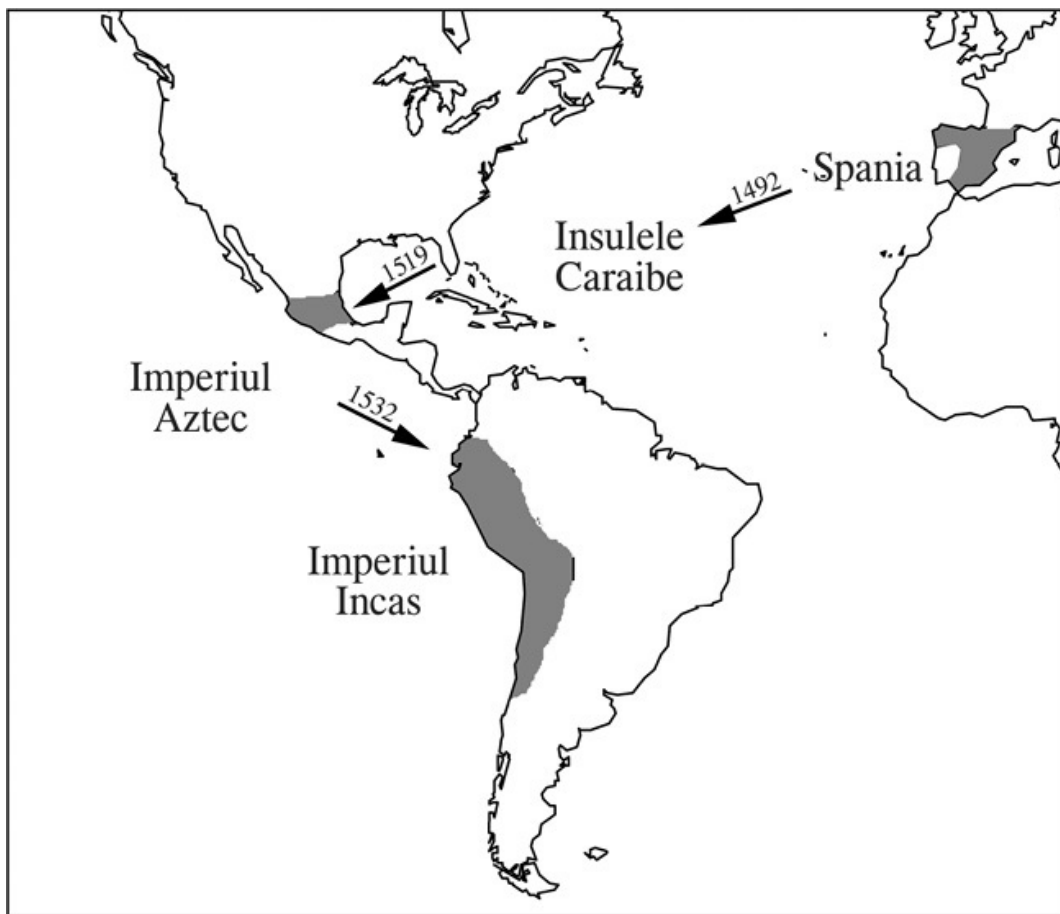 Spania
1492
Insulele
Caraibe
1519
Imperiul
Aztec
1532
Imperiul
Incas